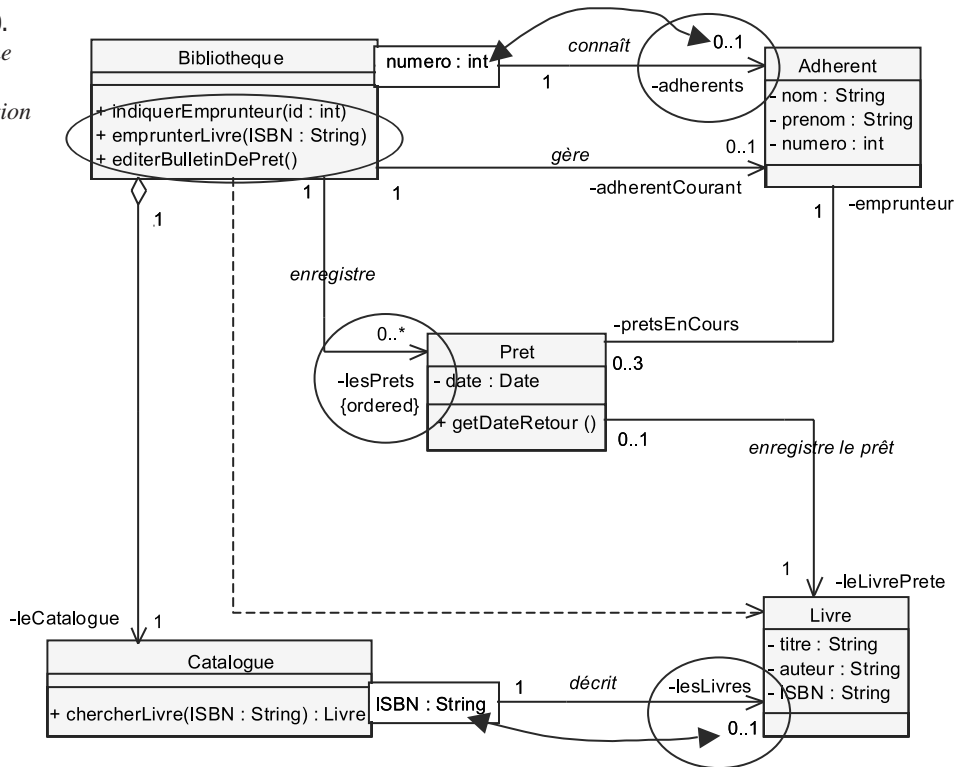 ).
ne
tion
Bibliotheque
+ indiquerEmprunteur(id : int)
+ emprunterLivre(ISBN : String)
+ editerBulletinDePret()
numero : int
1
connaît
0..1
-adherents
Adherent
- nom : String
- prenom : String
- numero : int
1
gère
0..1
-adherentCourant
1
-emprunteur
1
1
enregistre
0..*
-lesPrets
{ordered}
Pret
- date : Date
+ getDateRetour ()
-pretsEnCours
0..3
0..1
enregistre le prêt
1
-leLivrePrete
-leCatalogue
1
Catalogue
+ chercherLivre(ISBN : String) : Livre
ISBN : String
1
décrit
-lesLivres
0..1
Livre
- titre : String
- auteur : String
- ISBN : String